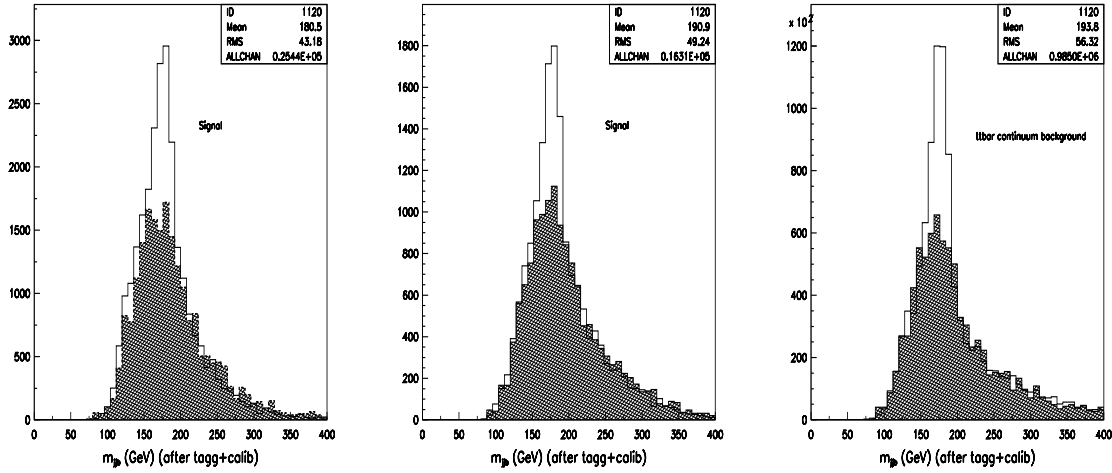 ID 1120
Mean 180.5
RMS 43.18
ALLCHAN 0.2544E+05
Signal
3000
2500
2000
1500
1000
500
0
0 50 100 150 200 250 300 350 400
(GeV) (after tagg+calib)
ID 1120
Mean 190.9
RMS 49.24
ALLCHAN 0.1631E+05
Signal
1800
1600
1400
1200
1000
800
600
400
200
0
0 50 100 150 200 250 300 350 400
(GeV) (after tagg+calib)
x 10
ID 1120
Mean 193.8
RMS 56.32
ALLCHAN 0.9850E+06
ttbar continuum background
1200
1000
800
600
400
200
0
0 50 100 150 200 250 300 350 400
(GeV) (after tagg+calib)